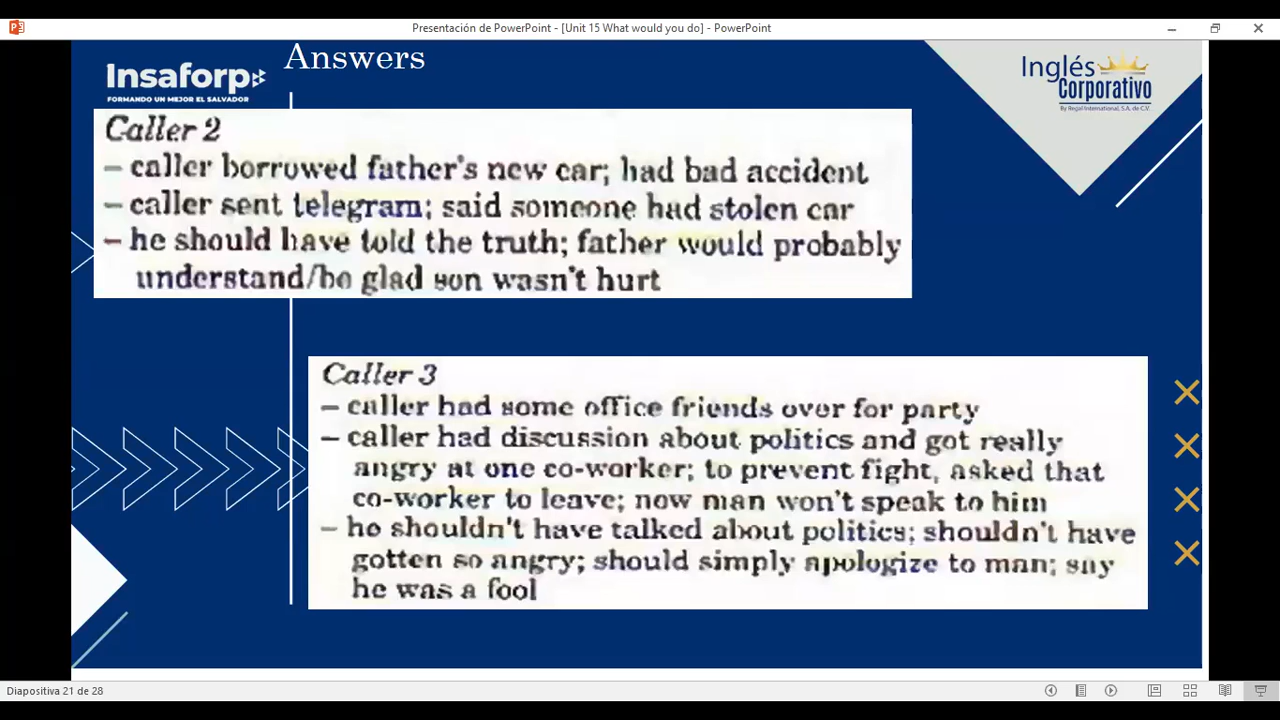 Presentación de PowerPoint - [Unit 15 What would you do] - PowerPoint
Answers
Insaforp
FORMANDO UN MEJOR EL SALVADOR
Inglés
Corporativo
By Regal International, S.A. de C.V.
Caller 2
– caller borrowed father's new car; had bad accident
– caller sent telegram; said someone had stolen car
– he should have told the truth; father would probably
understand/be glad son wasn't hurt
Caller 3
– caller had some office friends over for party
– caller had discussion about politics and got really
angry at one co-worker; to prevent fight, asked that
co-worker to leave; now man won't speak to him
– he shouldn't have talked about politics; shouldn't have
gotten so angry; should simply apologize to man; say
he was a fool
Diapositiva 21 de 28